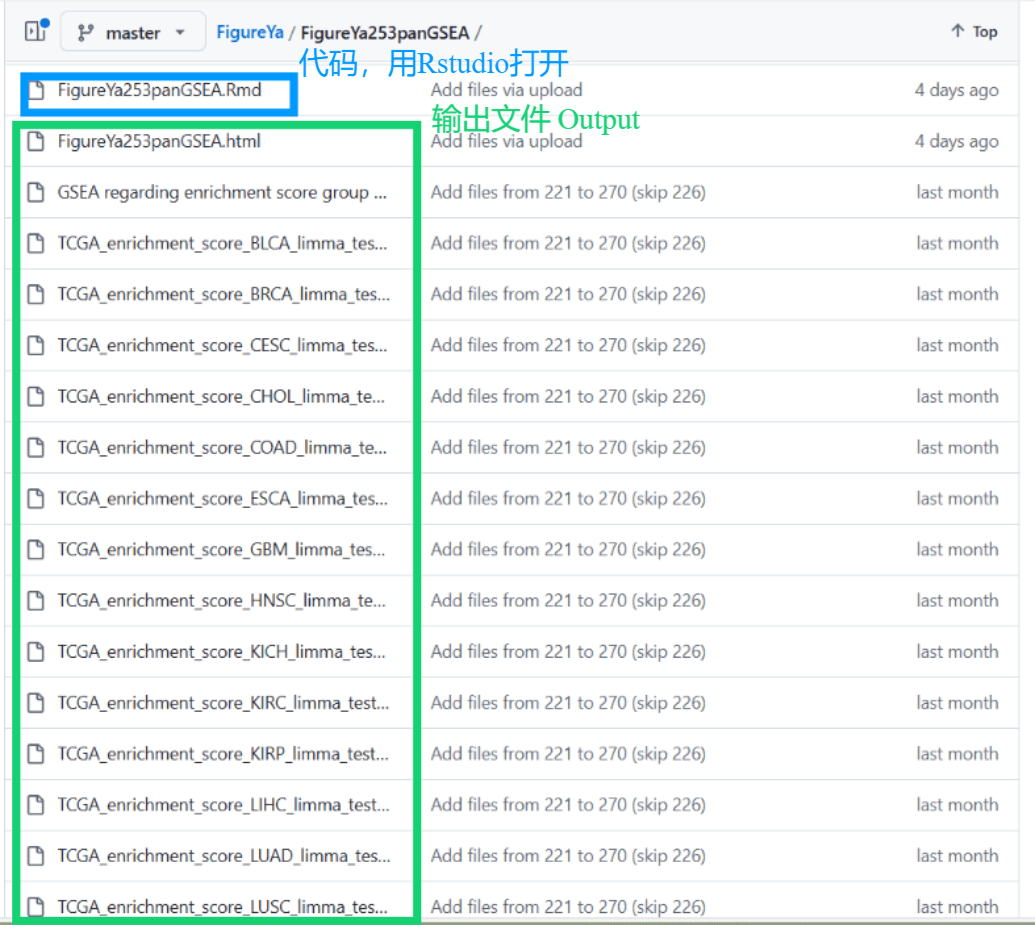 master FigureYa / FigureYa253panGSEA / Top
代码，用Rstudio打开
FigureYa253panGSEA.Rmd Add files via upload 4 days ago
输出文件 Output
FigureYa253panGSEA.html Add files via upload 4 days ago
GSEA regarding enrichment score group ... Add files from 221 to 270 (skip 226) last month
TCGA_enrichment_score_BLCA_limma_tes... Add files from 221 to 270 (skip 226) last month
TCGA_enrichment_score_BRCA_limma_tes... Add files from 221 to 270 (skip 226) last month
TCGA_enrichment_score_CESC_limma_tes... Add files from 221 to 270 (skip 226) last month
TCGA_enrichment_score_CHOL_limma_te... Add files from 221 to 270 (skip 226) last month
TCGA_enrichment_score_COAD_limma_te... Add files from 221 to 270 (skip 226) last month
TCGA_enrichment_score_ESCA_limma_tes... Add files from 221 to 270 (skip 226) last month
TCGA_enrichment_score_GBM_limma_tes... Add files from 221 to 270 (skip 226) last month
TCGA_enrichment_score_HNSC_limma_te... Add files from 221 to 270 (skip 226) last month
TCGA_enrichment_score_KICH_limma_tes... Add files from 221 to 270 (skip 226) last month
TCGA_enrichment_score_KIRC_limma_test... Add files from 221 to 270 (skip 226) last month
TCGA_enrichment_score_KIRP_limma_test... Add files from 221 to 270 (skip 226) last month
TCGA_enrichment_score_LIHC_limma_test... Add files from 221 to 270 (skip 226) last month
TCGA_enrichment_score_LUAD_limma_tes... Add files from 221 to 270 (skip 226) last month
TCGA_enrichment_score_LUSC_limma_tes... Add files from 221 to 270 (skip 226) last month